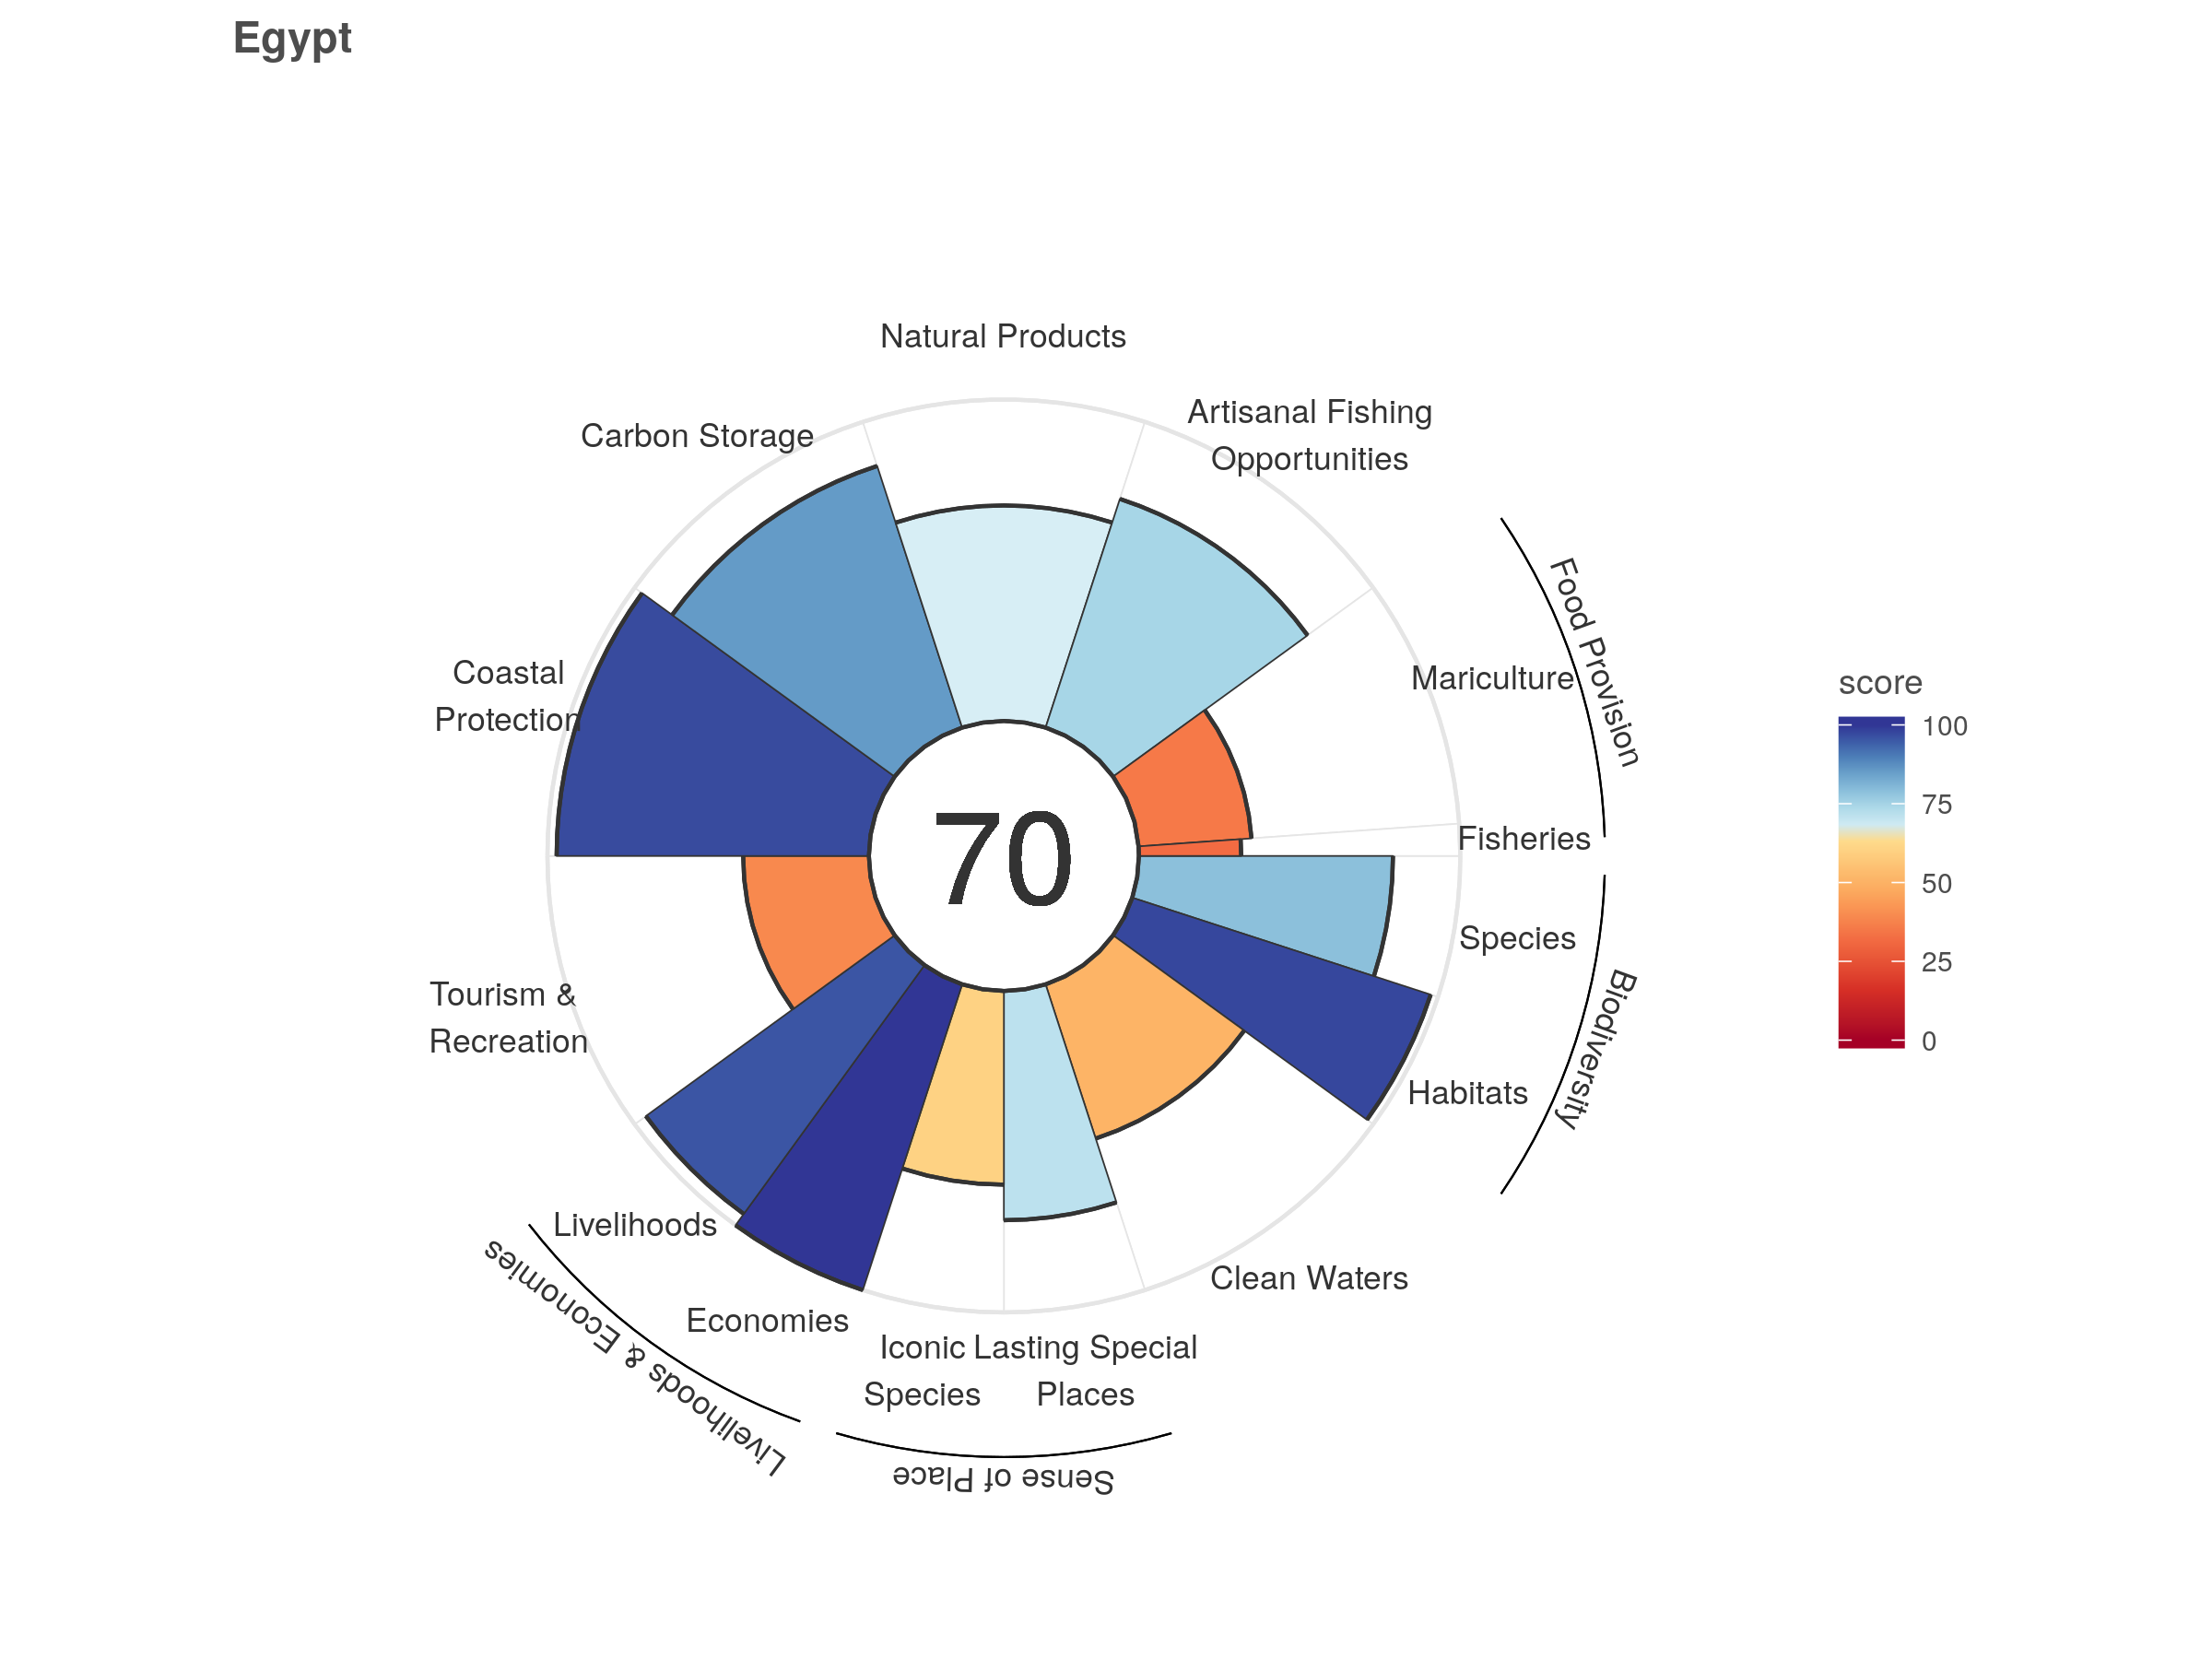 Egypt
Natural Products
Artisanal Fishing
Opportunities
Carbon Storage
Food Provision
Mariculture
Coastal
Protection
70
Fisheries
Species
Biodiversity
Habitats
Tourism &
Recreation
Livelihoods
Clean Waters
Economies
Iconic
Species
Lasting Special
Places
Livelihoods & Economies
Sense of Place
score
100
75
50
25
0